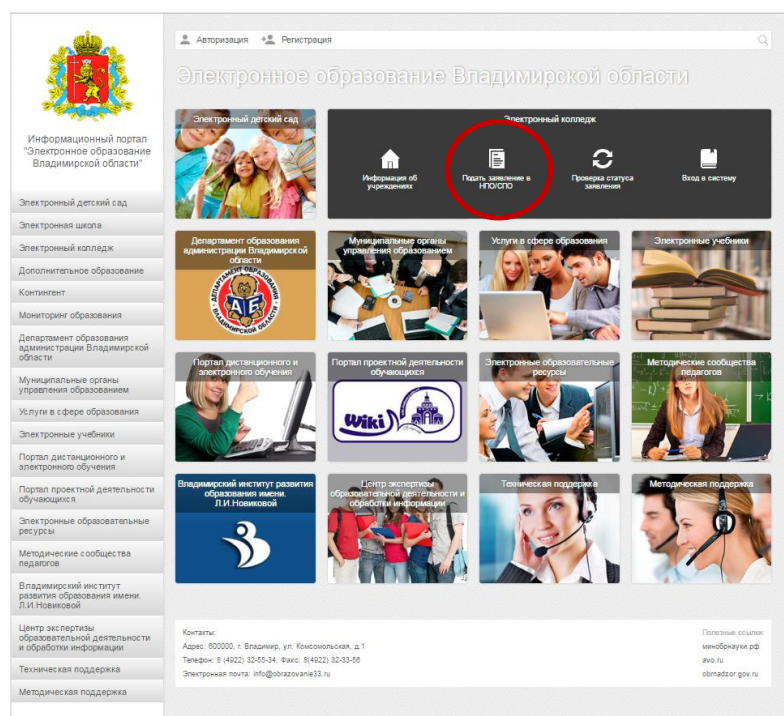 Авторизация
Регистрация
Электронное образование Владимирской области
Информационный портал
"Электронное образование
Владимирской области"
Электронный детский сад
Электронная школа
Электронный колледж
Дополнительное образование
Контингент
Мониторинг образования
Департамент образования
администрации Владимирской
области
Муниципальные органы
управления образованием
Услуги в сфере образования
Электронные учебники
Портал дистанционного и
электронного обучения
Портал проектной деятельности
обучающихся
Электронные образовательные
ресурсы
Методические сообщества
педагогов
Владимирский институт
развития образования имени.
Л.И.Новиковой
Центр экспертизы
образовательной деятельности
и обработки информации
Техническая поддержка
Методическая поддержка
Электронный детский сад
Электронный колледж
Информация об
учреждениях
Подать заявление в
НПО/СПО
Проверка статуса
заявления
Вход в систему
Департамент образования
администрации Владимирской
области
ДЕПАРТАМЕНТ ОБРАЗОВАНИЯ
АБ
ВЛАДИМИРСКОЙ ОБЛАСТИ
Муниципальные органы
управления образованием
Услуги в сфере образования
Электронные учебники
Портал дистанционного и
электронного обучения
Портал проектной деятельности
обучающихся
Wiki
Электронные образовательные
ресурсы
Методические сообщества
педагогов
Владимирский институт развития
образования имени.
Л.И.Новиковой
Центр экспертизы
образовательной деятельности и
обработки информации
Техническая поддержка
Методическая поддержка
Контакты:
Адрес: 600000, г. Владимир, ул. Комсомольская, д.1
Телефон: 8 (4922) 32-55-34; Факс: 8(4922) 32-33-56
Электронная почта: info@obrazovanie33.ru
Полезные ссылки:
минобрнауки.рф
avo.ru
obrnadzor.gov.ru